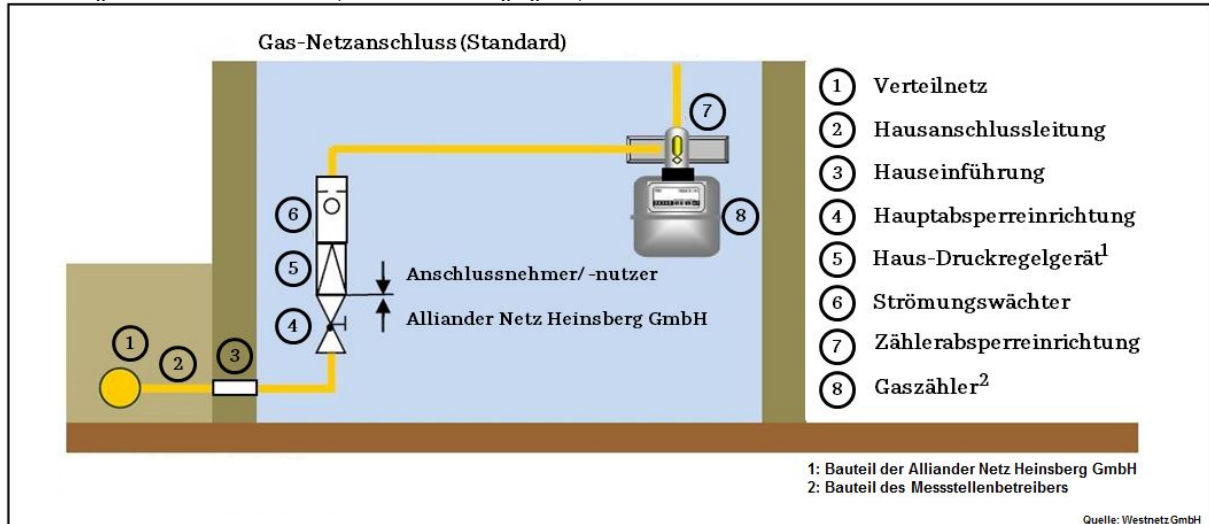 Gas-Netzanschluss (Standard)
1 Verteilnetz
2 Hausanschlussleitung
3 Hauseinführung
4 Hauptabsperreinrichtung
5 Haus-Druckregelgerät¹
6 Strömungswächter
7 Zählerabsperreinrichtung
8 Gaszähler²
7
6
8
5
Anschlussnehmer/-nutzer
4
Alliander Netz Heinsberg GmbH
1
2
3
1: Bauteil der Alliander Netz Heinsberg GmbH
2: Bauteil des Messstellenbetreibers
Quelle: Westnetz GmbH